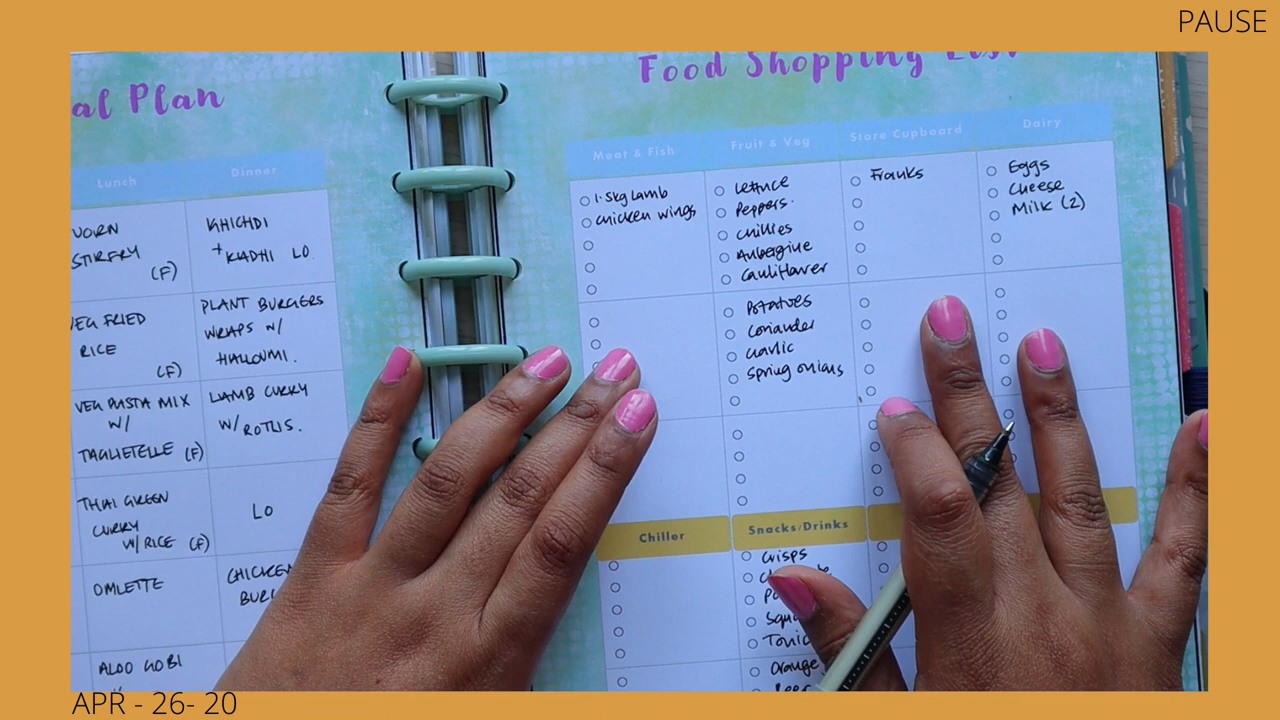 PAUSE
al Plan
Lunch
Dinner
STIRFRY
(F)
KHICHDI
+ KADHI LO.
VEG FRIED
RICE
(F)
PLANT BURGERS
WRAPS W/
HALLOUMI.
VEG PASTA MIX
W/
TAGLIETELLE (F)
LAMB CURRY
W/ ROTLIS.
THAI GREEN
CURRY
W/RICE (F)
LO
OMLETTE
CHICKEN
ALOO GOBI
Food Shopping List
Meat & Fish
1.5kg lamb
chicken wings
Fruit & Veg
Lettuce
Peppers.
chillies
Aubergine
Cauliflower
Potatoes
Coriander
Garlic
Spring onions
Store Cupboard
Franks
Dairy
Eggs
Cheese
Milk (2)
Chiller
Snacks/Drinks
Crisps
Tonic
Orange
APR - 26- 20